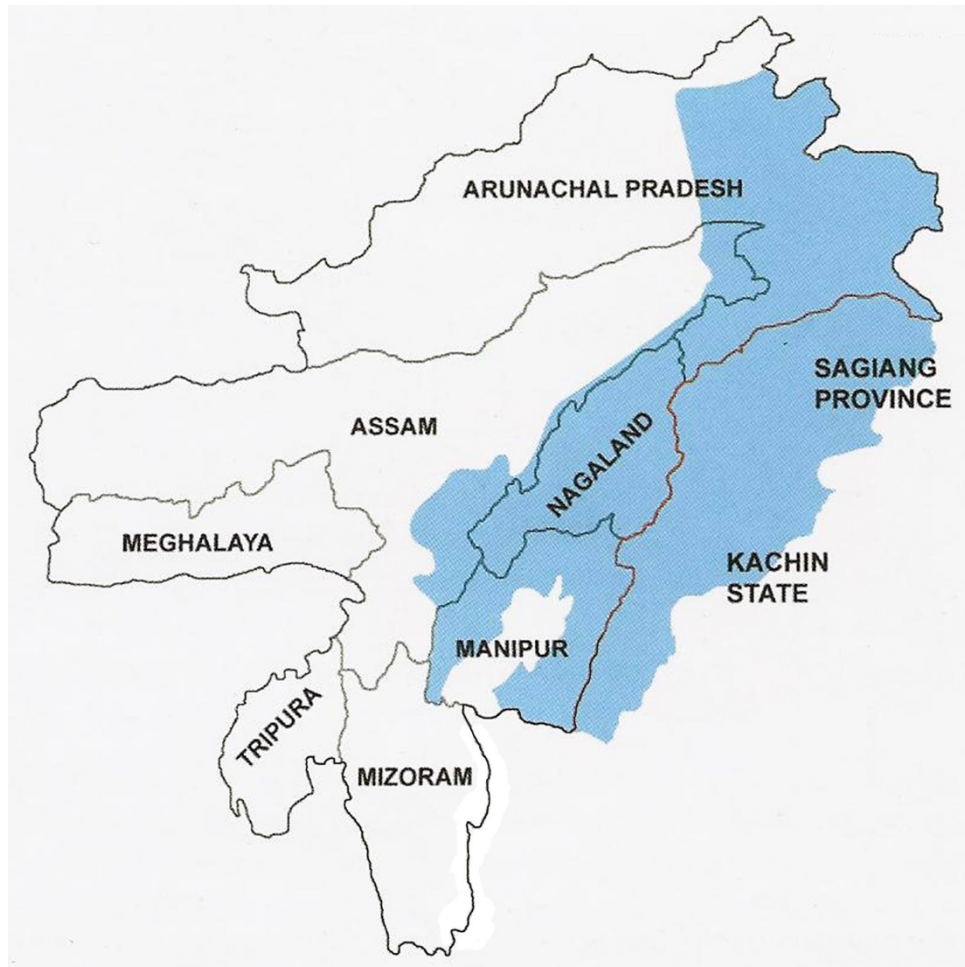 ARUNACHAL PRADESH
SAGIANG
PROVINCE
ASSAM
NAGALAND
MEGHALAYA
KACHIN
STATE
MANIPUR
TRIPURA
MIZORAM